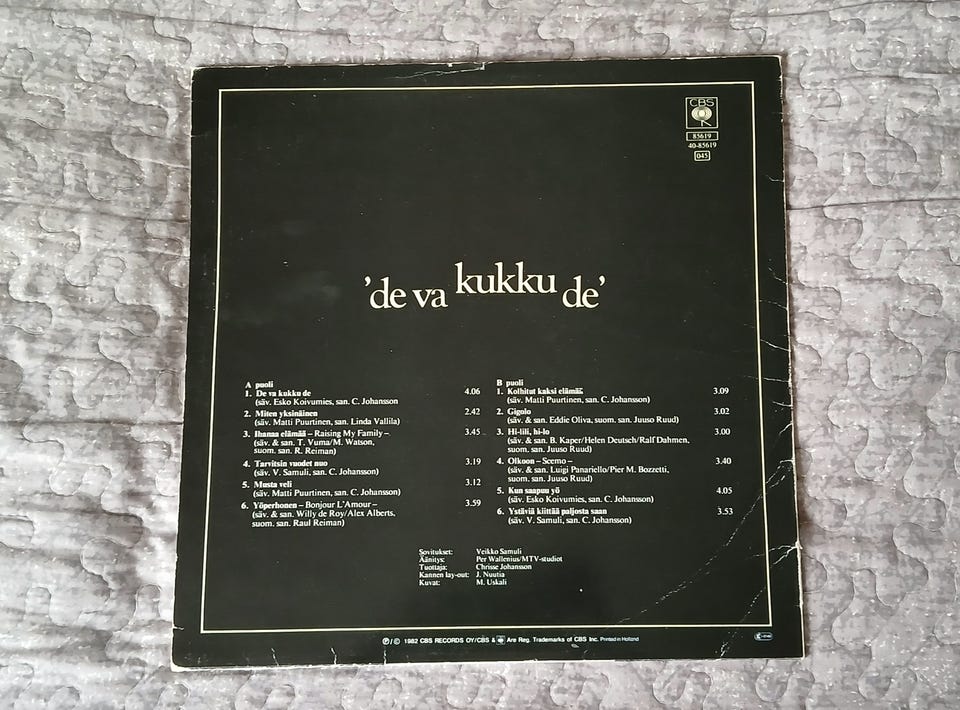 CBS
85619
40-85619
045
'de va kukku de'
A puoli
1. De va kukku de 4.06
(säv. Esko Koivumies, san. C. Johansson
2. Miten yksinäinen 2.42
(säv. Matti Puurtinen, san. Linda Vallila)
3. Ihanaa elämää – Raising My Family – 3.45
(säv. & san. T. Vuma/M. Watson,
suom. san. R. Reiman)
4. Tarvitsin vuodet nuo 3.19
(säv. V. Samuli, san. C. Johansson)
5. Musta veli 3.12
(säv. Matti Puurtinen, san. C. Johansson)
6. Yöperhonen – Bonjour L'Amour – 3.59
(säv. & san. Willy de Roy/Alex Alberts,
suom. san. Raul Reiman)
B puoli
1. Kolhitut kaksi elämää 3.09
(säv. Matti Puurtinen, san. C. Johansson)
2. Gigolo 3.02
(säv. & san. Eddie Oliva, suom. san. Juuso Ruud)
3. Hi-lili, hi-lo 3.00
(säv. & san. B. Kaper/Helen Deutsch/Ralf Dahmen,
suom. san. Juuso Ruud)
4. Olkoon – Scemo – 3.40
(säv. & san. Luigi Panariello/Pier M. Bozzetti,
suom. san. Juuso Ruud)
5. Kun saapuu yö 4.05
(säv. Esko Koivumies, san. C. Johansson)
6. Ystäviä kiittää paljosta saan 3.53
(säv. V. Samuli, san. C. Johansson)
Sovitukset: Veikko Samuli
Äänitys: Per Wallenius/MTV-studiot
Tuottaja: Chrisse Johansson
Kannen lay-out: J. Nuutia
Kuvat: M. Uskali
℗/© 1982 CBS RECORDS OY/CBS & Are Reg. Trademarks of CBS Inc. Printed in Holland